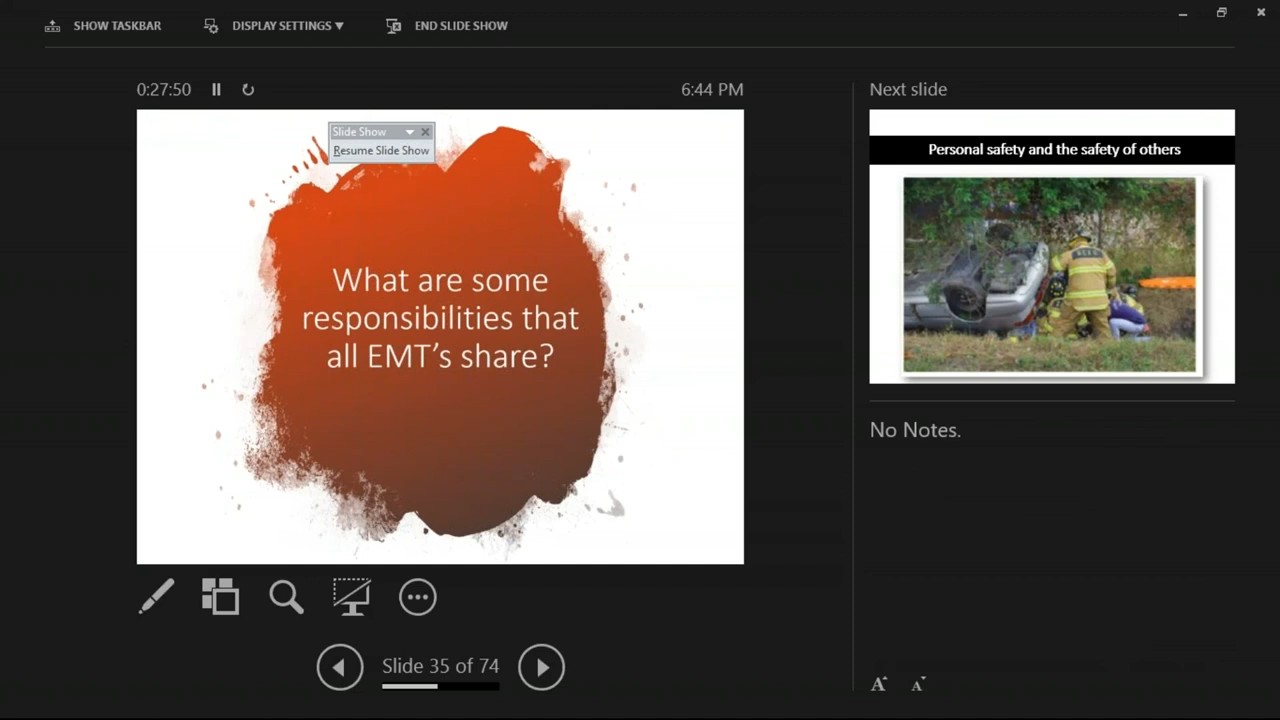 SHOW TASKBAR
DISPLAY SETTINGS ▼
END SLIDE SHOW
0:27:50
6:44 PM
Next slide
Slide Show
Resume Slide Show
What are some
responsibilities that
all EMT’s share?
Personal safety and the safety of others
No Notes.
Slide 35 of 74
A
A